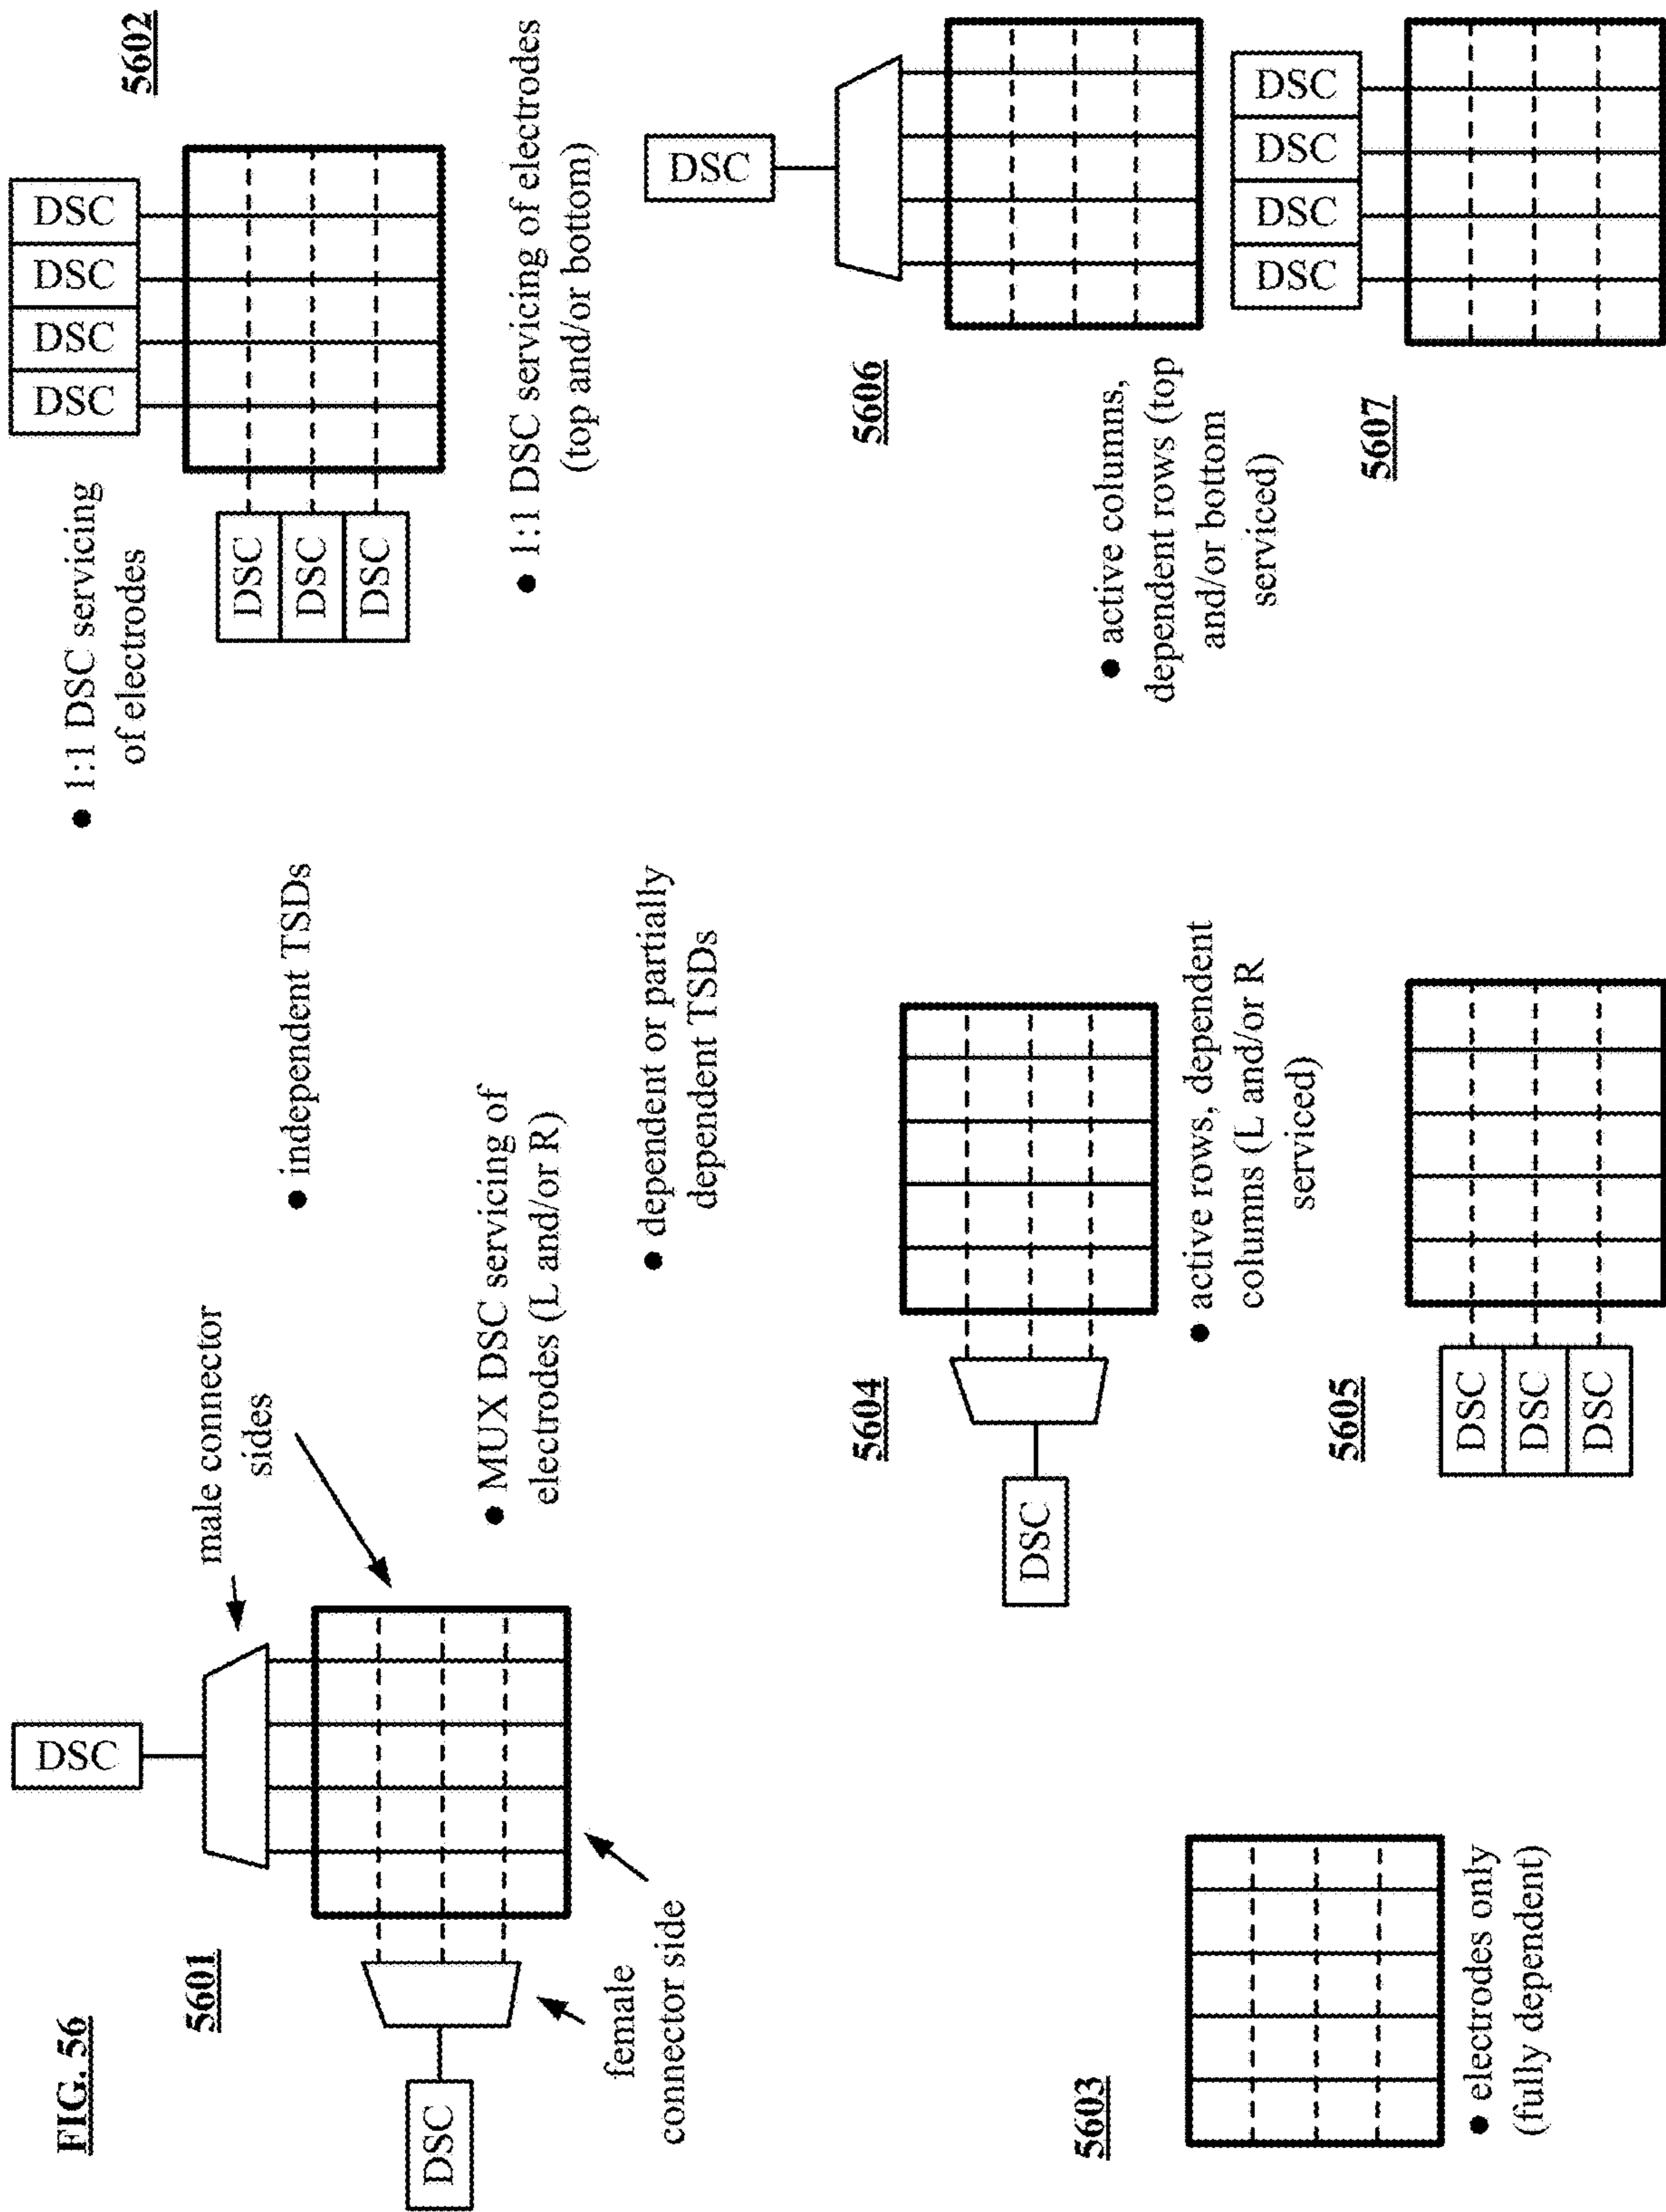 FIG. 56
5601
DSC
DSC
male connector
sides
female
connector side
• independent TSDs
• MUX DSC servicing of
electrodes (L and/or R)
• 1:1 DSC servicing
of electrodes
5602
DSC
DSC
DSC
DSC
DSC
DSC
DSC
• 1:1 DSC servicing of electrodes
(top and/or bottom)
• dependent or partially
dependent TSDs
5603
• electrodes only
(fully dependent)
5604
DSC
• active rows, dependent
columns (L and/or R
serviced)
5605
DSC
DSC
DSC
5606
DSC
• active columns,
dependent rows (top
and/or bottom
serviced)
5607
DSC
DSC
DSC
DSC